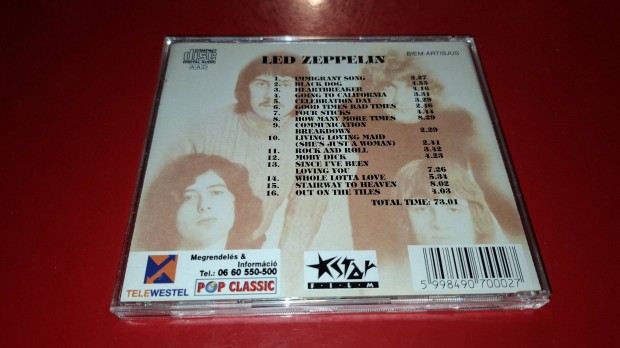 COMPACT
disc
DIGITAL AUDIO
AAD
LED ZEPPELIN
BIEM-ARTISJUS
1. IMMIGRANT SONG 2.27
2. BLACK DOG 4.55
3. HEARTBREAKER 4.16
4. GOING TO CALIFORNIA 3.31
5. CELEBRATION DAY 3.29
6. GOOD TIMES BAD TIMES 2.46
7. FOUR STICKS 4.44
8. HOW MANY MORE TIMES 8.29
9. COMMUNICATION
BREAKDOWN 2.29
10. LIVING LOVING MAID
(SHE'S JUST A WOMAN) 2.41
11. ROCK AND ROLL 3.42
12. MOBY DICK 4.23
13. SINCE I'VE BEEN
LOVING YOU 7.26
14. WHOLE LOTTA LOVE 5.34
15. STAIRWAY TO HEAVEN 8.02
16. OUT ON THE TILES 4.03
TOTAL TIME: 73.01
Megrendelés &
Információ
Tel.: 06 60 550-500
TELEWESTEL
POP CLASSIC
STAR
FILM
5 998490 700027